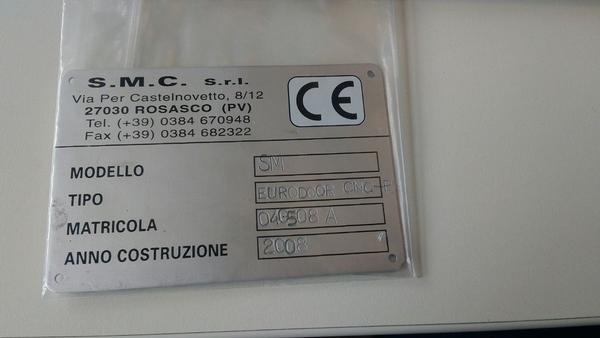 S.M.C. S.r.l.
Via Per Castelnovetto, 8/12
27030 ROSASCO (PV)
Tel. (+39) 0384 670948
Fax (+39) 0384 682322
CE
MODELLO SM
TIPO EURODOOR
MATRICOLA
ANNO COSTRUZIONE 2008